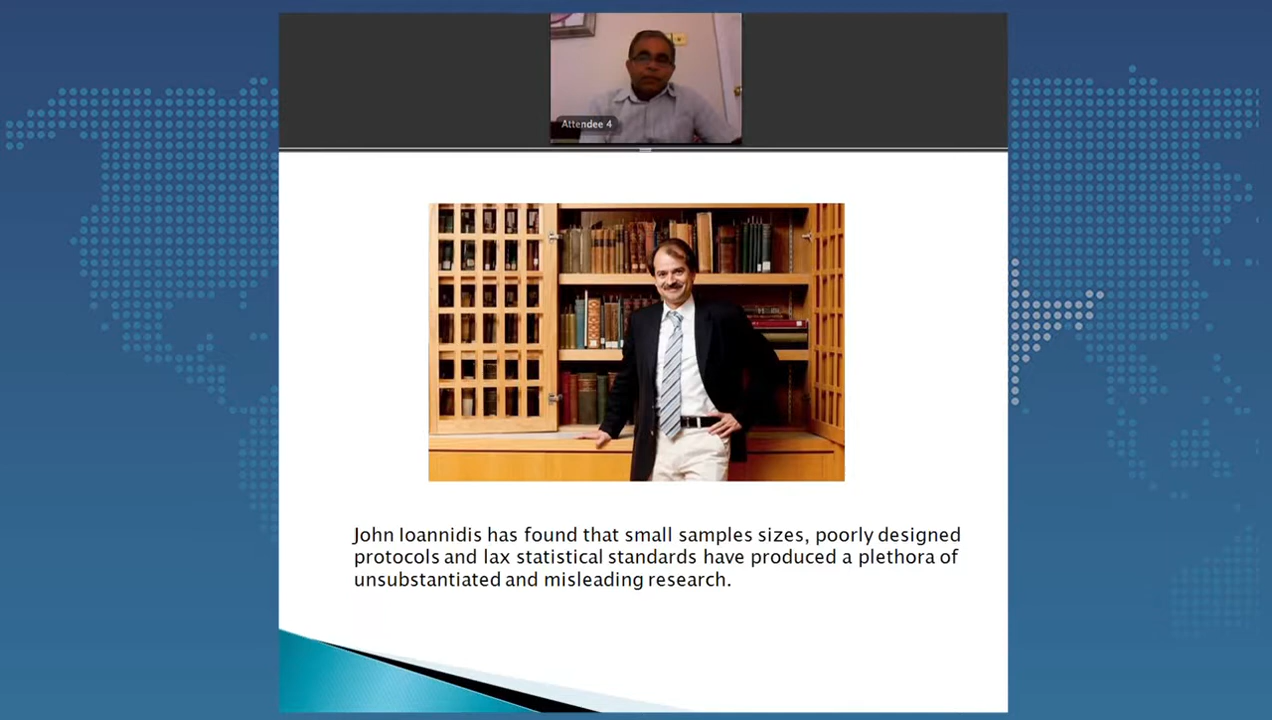 Attendee 4
John Ioannidis has found that small samples sizes, poorly designed
protocols and lax statistical standards have produced a plethora of
unsubstantiated and misleading research.